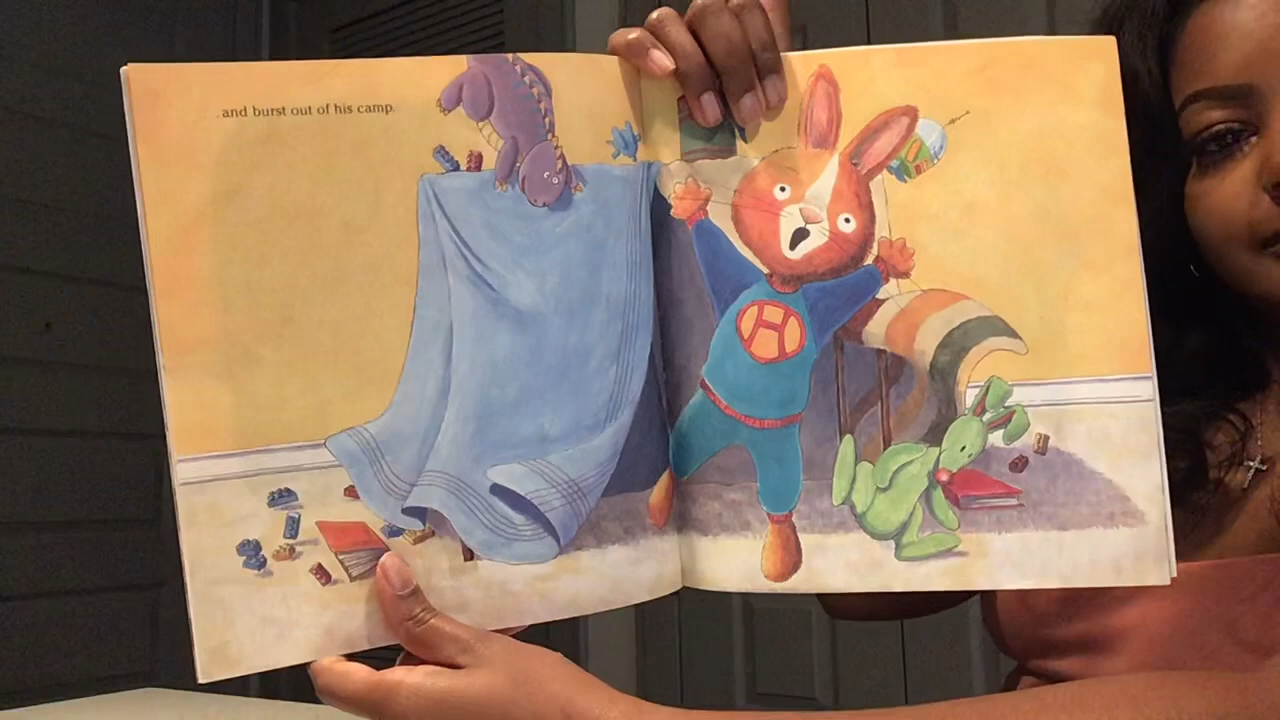 . . and burst out of his camp.
H